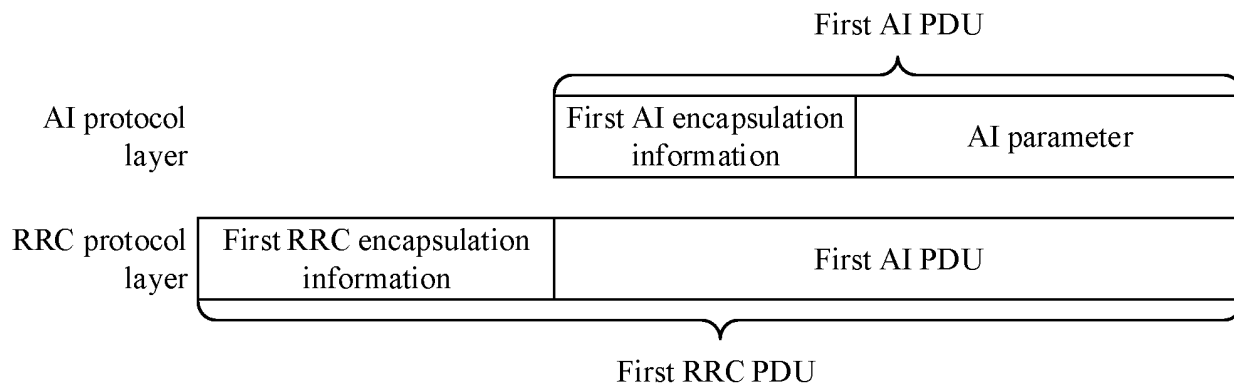 First AI PDU
AI protocol
layer
First AI encapsulation
information
AI parameter
RRC protocol
layer
First RRC encapsulation
information
First AI PDU
First RRC PDU